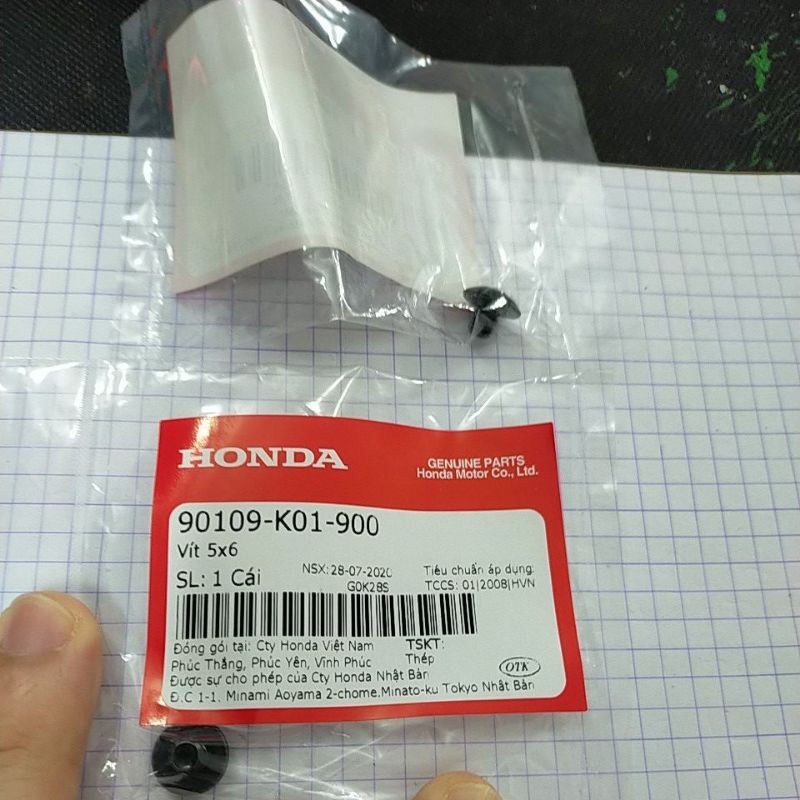 HONDA
GENUINE PARTS
Honda Motor Co., Ltd.
90109-K01-900
Vít 5x6
NSX: 28-07-2020
Tiêu chuẩn áp dụng:
SL: 1 Cái
G0K28S
TCCS: 01|2008|HVN
Đóng gói tại: Cty Honda Việt Nam
TSKT:
Phúc Thắng, Phúc Yên, Vĩnh Phúc
Thép
Được sự cho phép của Cty Honda Nhật Bản
OTK
Đ.C 1-1. Minami Aoyama 2-chome.Minato-ku Tokyo Nhật Bản